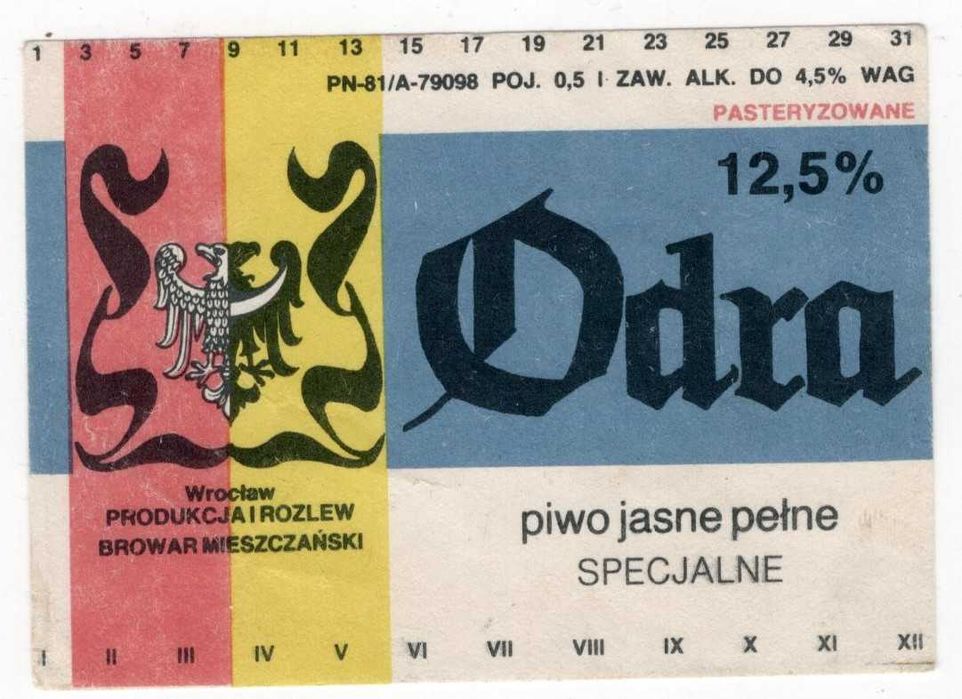 1 3 5 7 9 11 13 15 17 19 21 23 25 27 29 31
PN-81/A-79098 POJ. 0,5 l ZAW. ALK. DO 4,5% WAG
PASTERYZOWANE
12,5%
Odra
Wrocław
PRODUKCJA I ROZLEW
BROWAR MIESZCZAŃSKI
piwo jasne pełne
SPECJALNE
I II III IV V VI VII VIII IX X XI XII